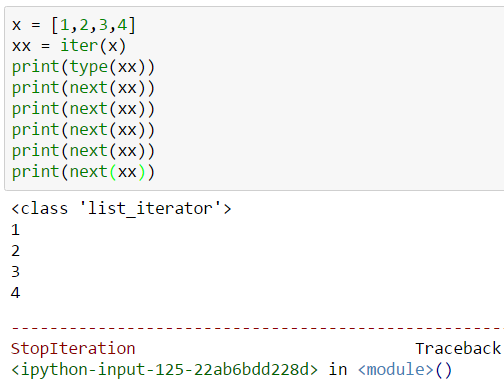 x = [1,2,3,4]
xx = iter(x)
print(type(xx))
print(next(xx))
print(next(xx))
print(next(xx))
print(next(xx))
print(next(xx))
<class 'list_iterator'>
1
2
3
4
---------------------------------------------------------------------------
StopIteration Traceback
<ipython-input-125-22ab6bdd228d> in <module>()